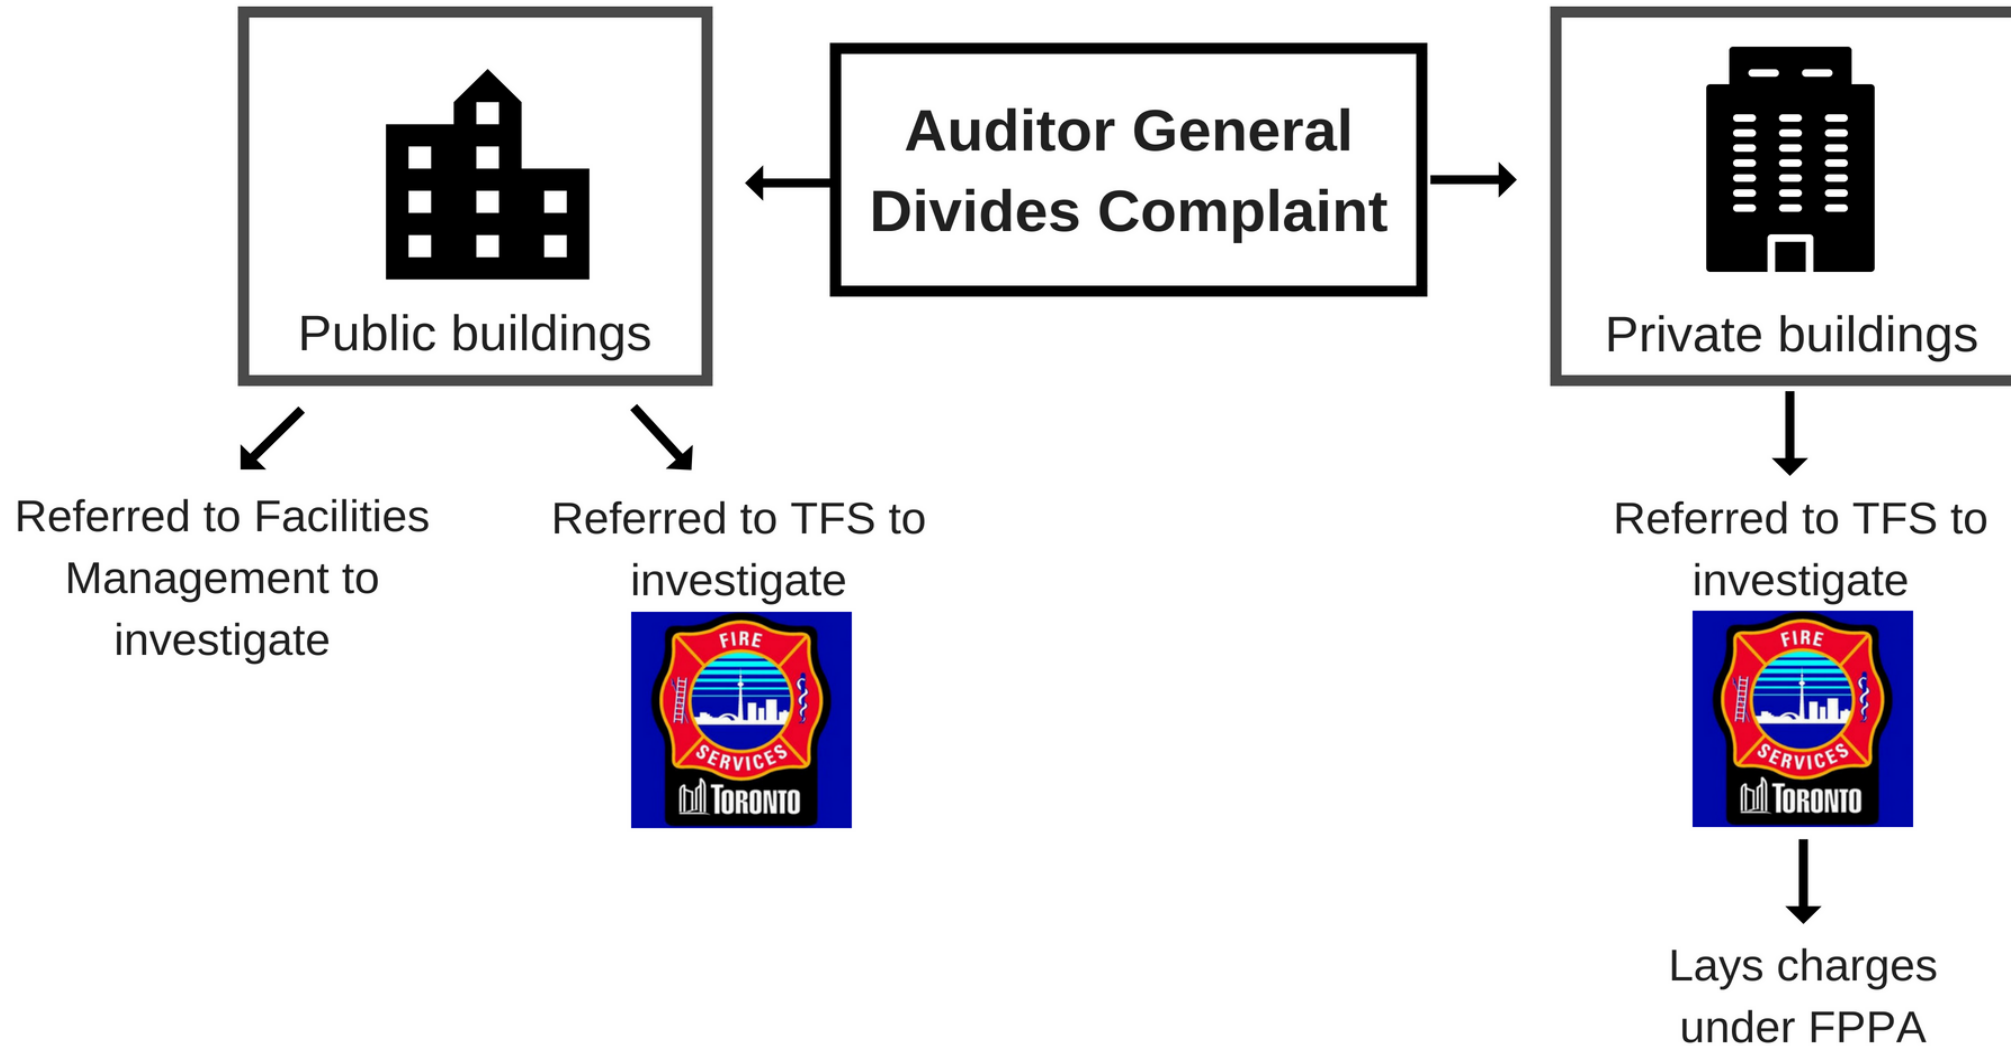 Auditor General
Divides Complaint
Public buildings
Private buildings
Referred to Facilities
Management to
investigate
Referred to TFS to
investigate
FIRE
SERVICES
TORONTO
Referred to TFS to
investigate
FIRE
SERVICES
TORONTO
Lays charges
under FPPA